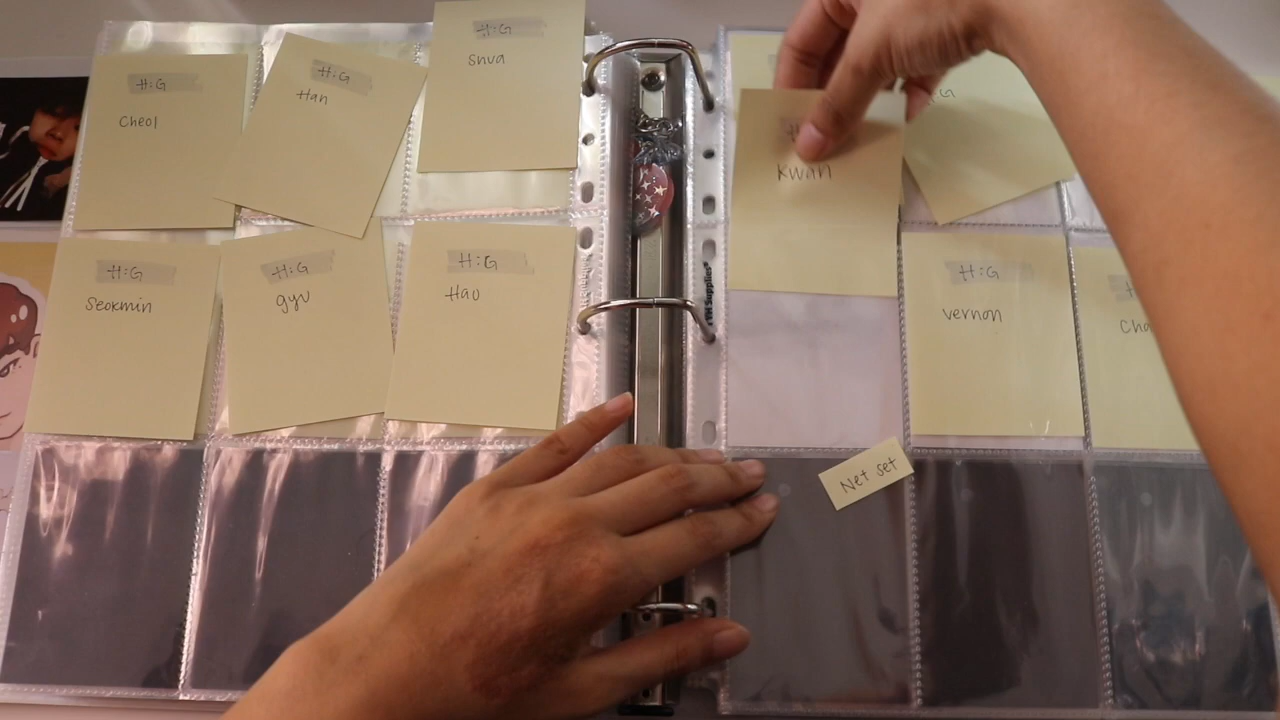 H:G
Cheol
H:G
Han
H:G
Shua
H:G
Seokmin
H:G
gyu
H:G
Hao
Kwan
G
H:G
vernon
Net set